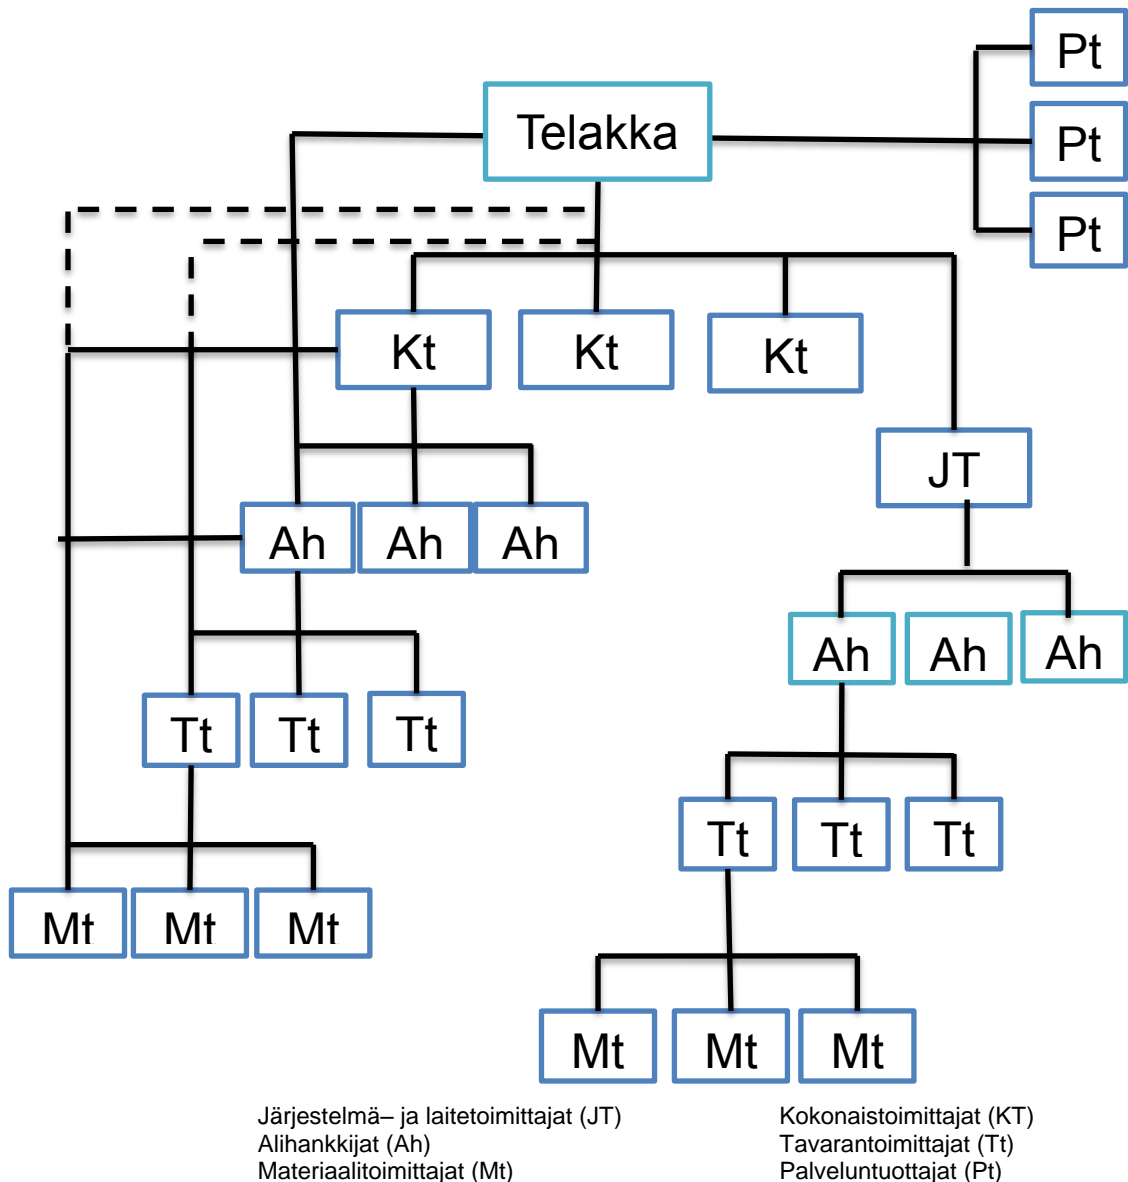 Pt
Telakka
Pt
Pt
Kt
Kt
Kt
JT
Ah
Ah
Ah
Ah
Ah
Ah
Tt
Tt
Tt
Tt
Tt
Tt
Mt
Mt
Mt
Mt
Mt
Mt
Järjestelmä– ja laitetoimittajat (JT)
Kokonaistoimittajat (KT)
Alihankkijat (Ah)
Tavarantoimittajat (Tt)
Materiaalitoimittajat (Mt)
Palveluntuottajat (Pt)